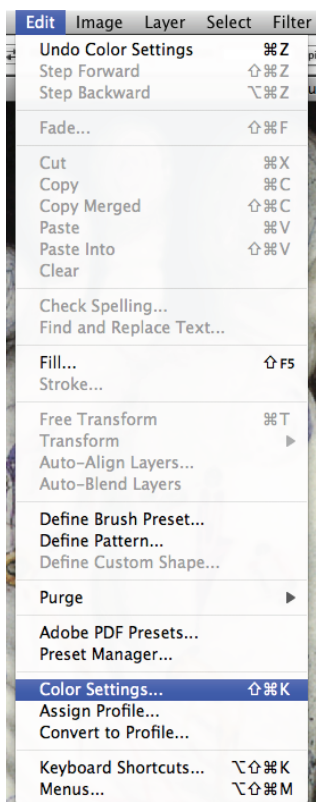 Edit Image Layer Select Filter
Undo Color Settings ⌘Z
Step Forward ⇧⌘Z
Step Backward ⌥⌘Z
Fade... ⇧⌘F
Cut ⌘X
Copy ⌘C
Copy Merged ⇧⌘C
Paste ⌘V
Paste Into ⇧⌘V
Clear
Check Spelling...
Find and Replace Text...
Fill... ⇧F5
Stroke...
Free Transform ⌘T
Transform ▶
Auto-Align Layers...
Auto-Blend Layers
Define Brush Preset...
Define Pattern...
Define Custom Shape...
Purge ▶
Adobe PDF Presets...
Preset Manager...
Color Settings... ⇧⌘K
Assign Profile...
Convert to Profile...
Keyboard Shortcuts... ⌥⇧⌘K
Menus... ⌥⇧⌘M